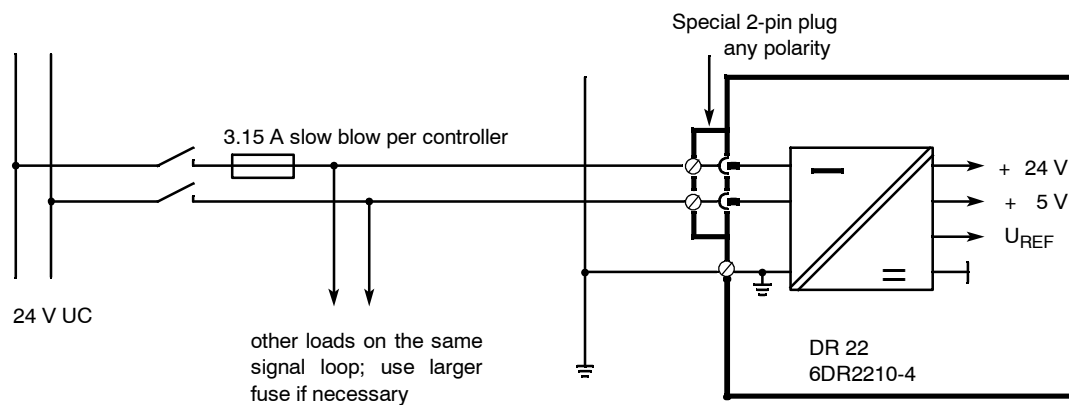 Special 2-pin plug
any polarity
3.15 A slow blow per controller
+ 24 V
+ 5 V
UREF
24 V UC
other loads on the same
signal loop; use larger
fuse if necessary
DR 22
6DR2210-4